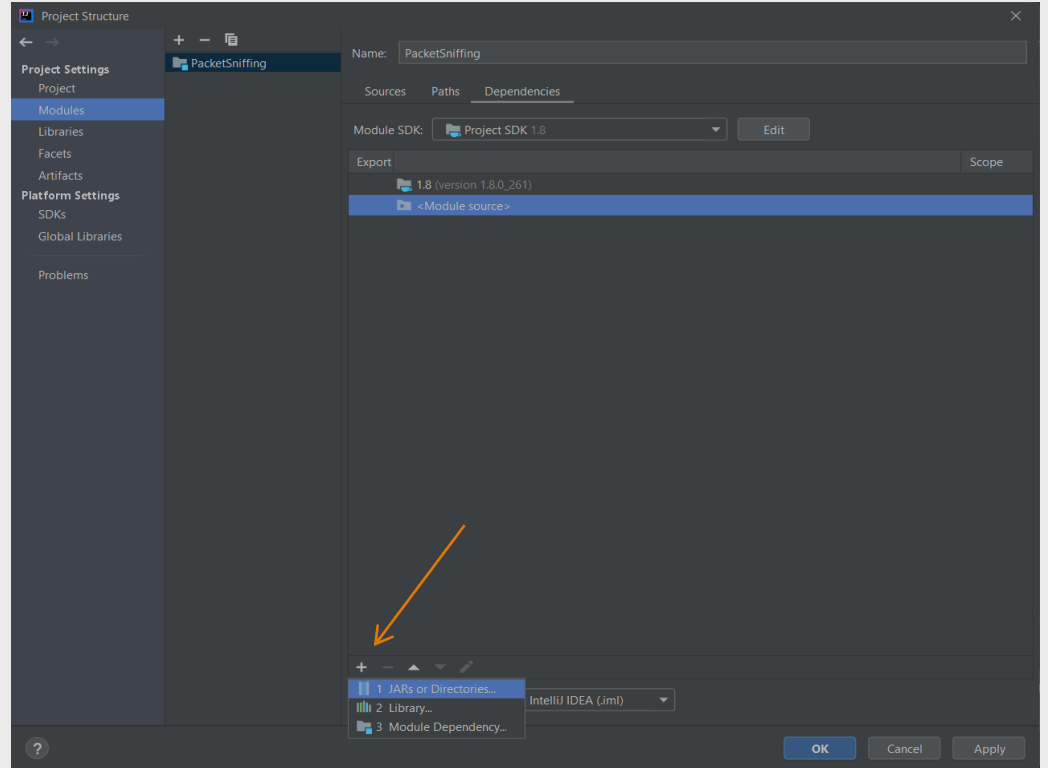 Project Structure
Project Settings
Project
Modules
Libraries
Facets
Artifacts
Platform Settings
SDKs
Global Libraries
Problems
PacketSniffing
Name: PacketSniffing
Sources Paths Dependencies
Module SDK: Project SDK 1.8 Edit
Export Scope
1.8 (version 1.8.0_261)
<Module source>
1 JARs or Directories...
2 Library...
3 Module Dependency...
IntelliJ IDEA (.iml)
? OK Cancel Apply